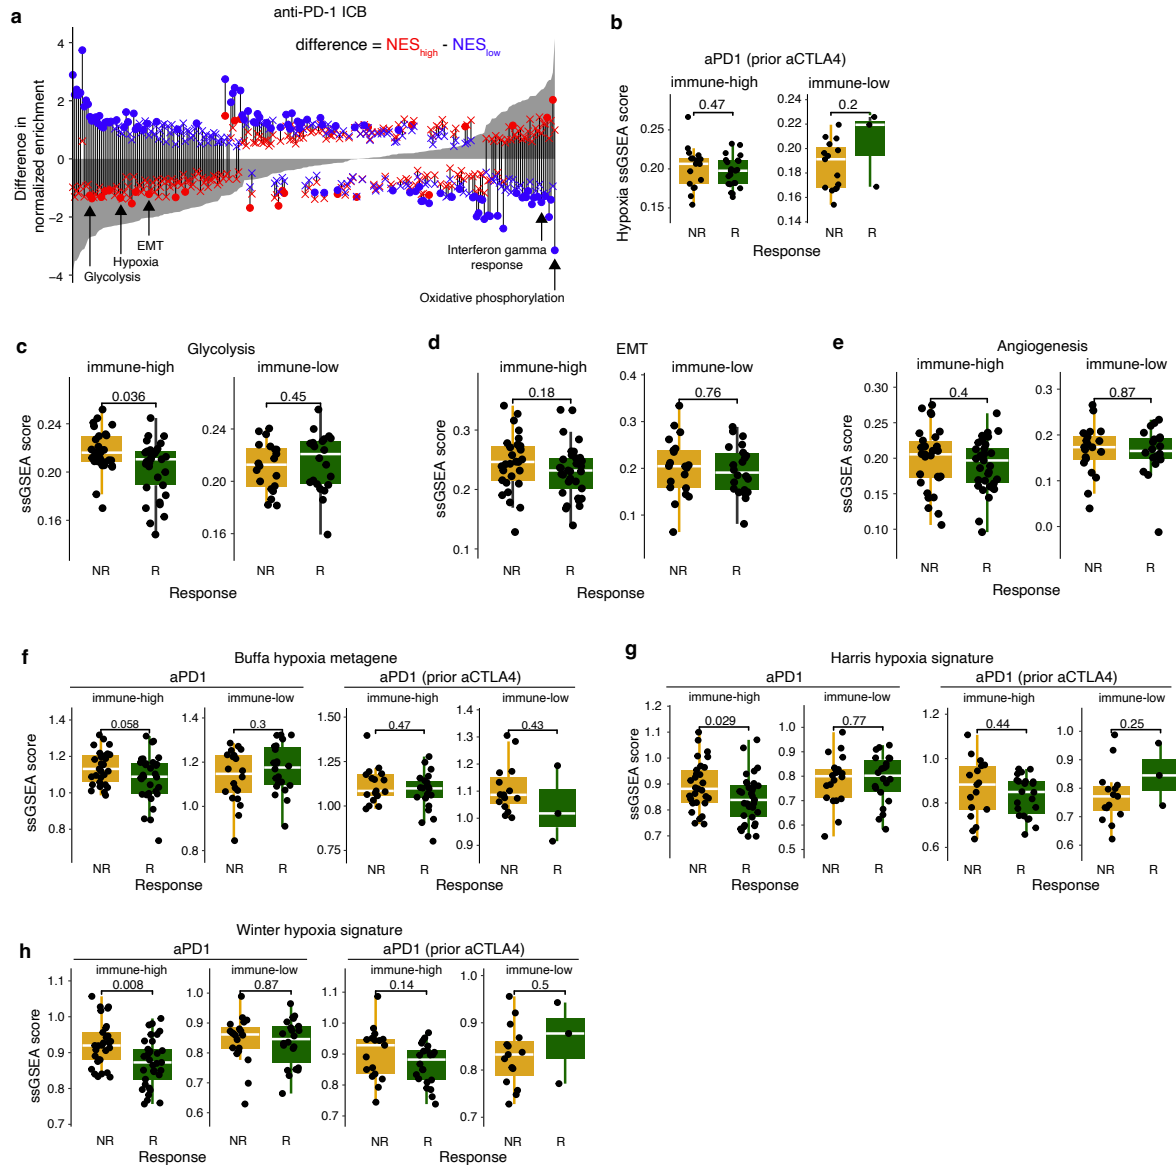 a
anti-PD-1 ICB
difference = NES high - NES low
Difference in
normalized enrichment
4
2
0
−2
−4
EMT
Hypoxia
Glycolysis
Interferon gamma
response
Oxidative phosphorylation
b
aPD1 (prior aCTLA4)
immune-high
immune-low
0.47
0.2
Hypoxia ssGSEA score
0.25
0.20
0.15
0.24
0.22
0.20
0.18
0.16
0.14
NR R NR R
Response
c
Glycolysis
immune-high immune-low
0.036
0.45
ssGSEA score
0.24
0.20
0.16
0.24
0.20
0.16
NR R NR R
Response
d
EMT
immune-high immune-low
0.18
0.76
ssGSEA score
0.3
0.2
0.1
0.4
0.3
0.2
0.1
NR R NR R
Response
e
Angiogenesis
immune-high immune-low
0.4
0.87
ssGSEA score
0.30
0.25
0.20
0.15
0.10
0.3
0.2
0.1
0.0
NR R NR R
Response
f
Buffa hypoxia metagene
aPD1 aPD1 (prior aCTLA4)
immune-high immune-low immune-high immune-low
0.058
0.3
0.47
0.43
ssGSEA score
1.4
1.2
1.0
0.8
1.4
1.3
1.2
1.1
1.0
0.9
0.8
1.50
1.25
1.00
0.75
1.4
1.3
1.2
1.1
1.0
0.9
NR R NR R NR R NR R
Response Response
g
Harris hypoxia signature
aPD1 aPD1 (prior aCTLA4)
immune-high immune-low immune-high immune-low
0.029
0.77
0.44
0.25
ssGSEA score
1.1
1.0
0.9
0.8
0.7
1.0
0.9
0.8
0.7
0.6
0.5
1.2
1.0
0.8
0.6
1.1
1.0
0.9
0.8
0.7
0.6
NR R NR R NR R NR R
Response Response
h
Winter hypoxia signature
aPD1 aPD1 (prior aCTLA4)
immune-high immune-low immune-high immune-low
0.008
0.87
0.14
0.5
ssGSEA score
1.1
1.0
0.9
0.8
0.7
1.0
0.9
0.8
0.7
0.6
1.1
1.0
0.9
0.8
0.7
1.0
0.9
0.8
0.7
NR R NR R NR R NR R
Response Response